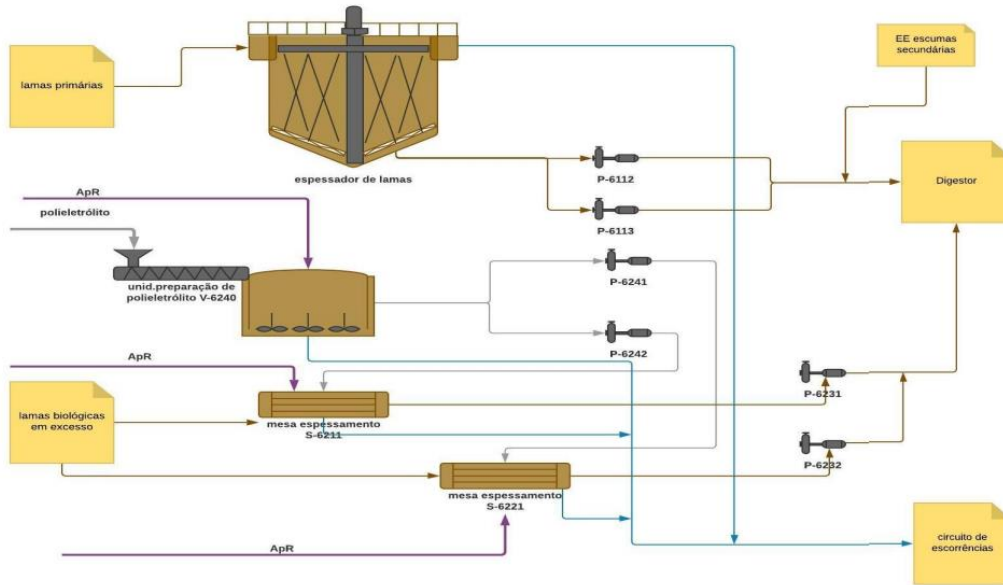 EE escumas
secundárias
lamas primárias
espessador de lamas
P-6112
Digestor
ApR
P-6113
polieletrólito
P-6241
unid.preparação de
polieletrólito V-6240
P-6242
ApR
P-6231
lamas biológicas
em excesso
mesa espessamento
S-6211
P-6232
mesa espessamento
S-6221
circuito de
escorrências
ApR